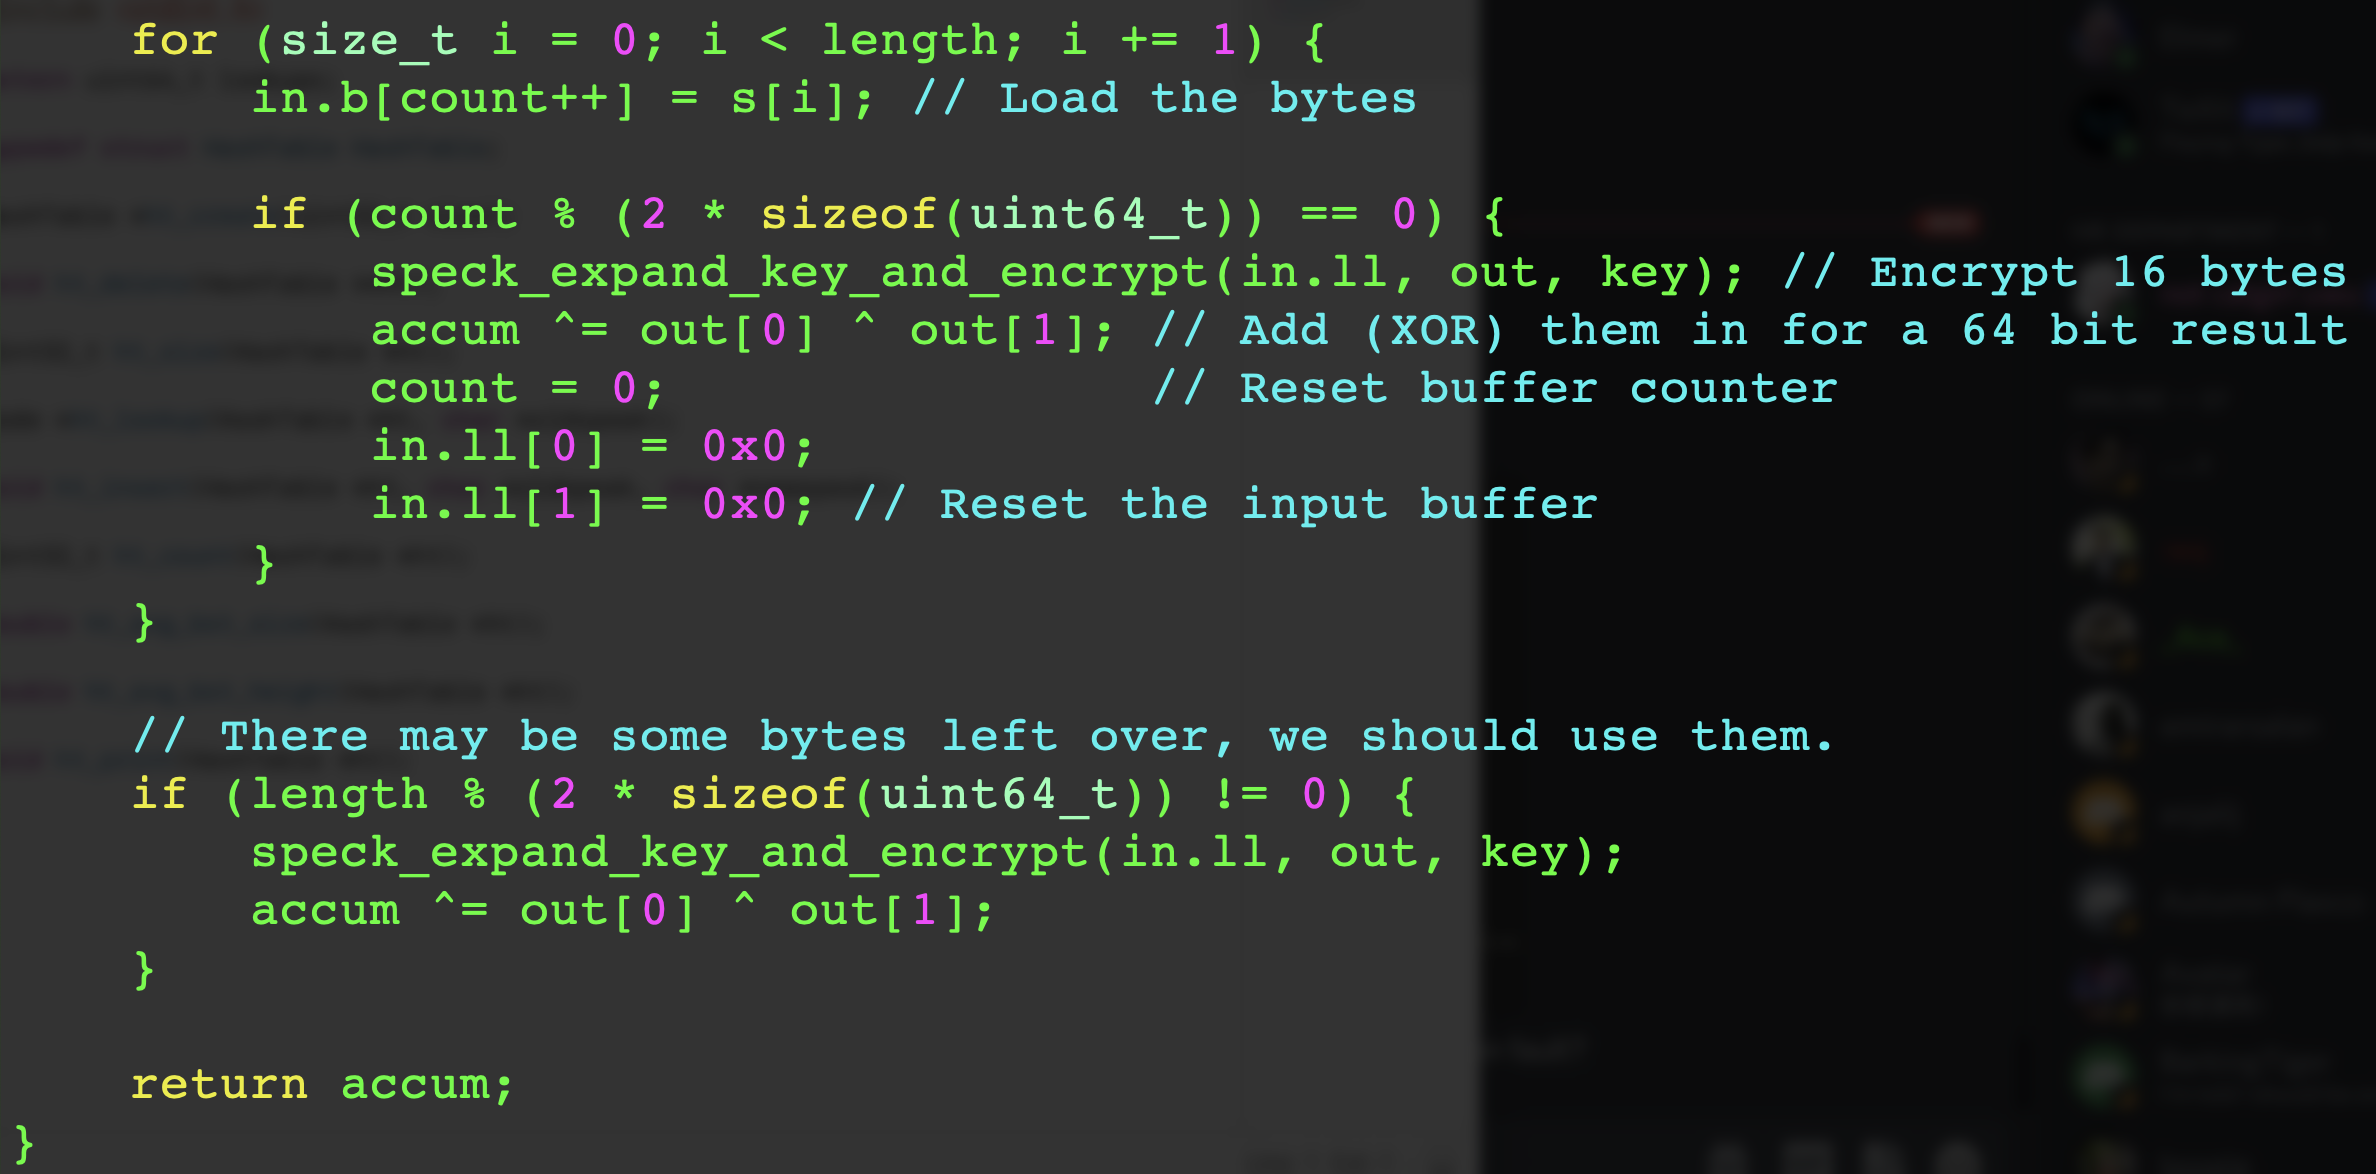 for (size_t i = 0; i < length; i += 1) {
in.b[count++] = s[i]; // Load the bytes
if (count % (2 * sizeof(uint64_t)) == 0) {
speck_expand_key_and_encrypt(in.ll, out, key); // Encrypt 16 bytes
accum ^= out[0] ^ out[1]; // Add (XOR) them in for a 64 bit result
count = 0; // Reset buffer counter
in.ll[0] = 0x0;
in.ll[1] = 0x0; // Reset the input buffer
}
}
// There may be some bytes left over, we should use them.
if (length % (2 * sizeof(uint64_t)) != 0) {
speck_expand_key_and_encrypt(in.ll, out, key);
accum ^= out[0] ^ out[1];
}
return accum;
}